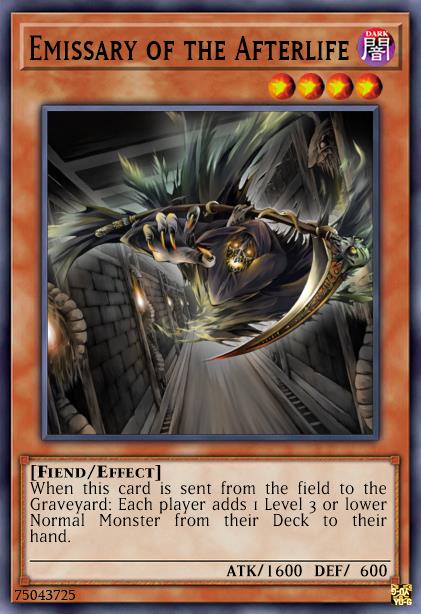 EMISSARY OF THE AFTERLIFE
DARK
闇
[FIEND/EFFECT]
When this card is sent from the field to the
Graveyard: Each player adds 1 Level 3 or lower
Normal Monster from their Deck to their
hand.
ATK/1600 DEF/ 600
75043725